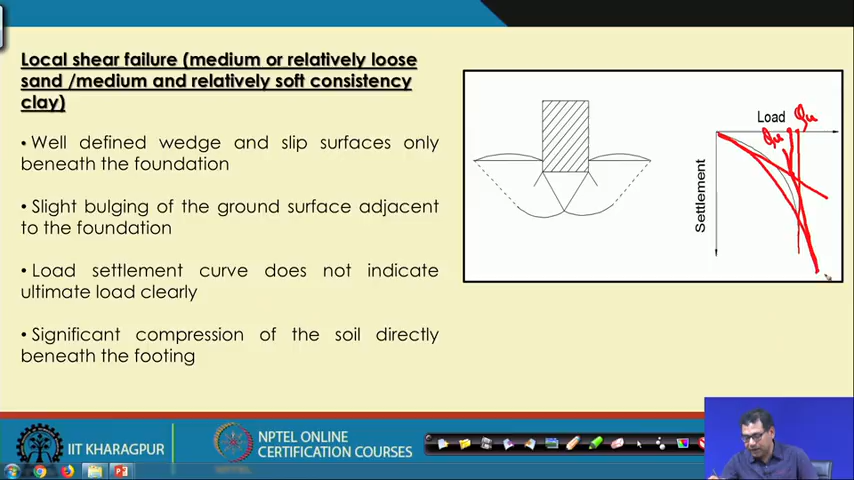 Local shear failure (medium or relatively loose
sand /medium and relatively soft consistency
clay)
• Well defined wedge and slip surfaces only
beneath the foundation
• Slight bulging of the ground surface adjacent
to the foundation
• Load settlement curve does not indicate
ultimate load clearly
• Significant compression of the soil directly
beneath the footing
Load
Qu
Qu
Settlement
IIT KHARAGPUR
NPTEL ONLINE
CERTIFICATION COURSES